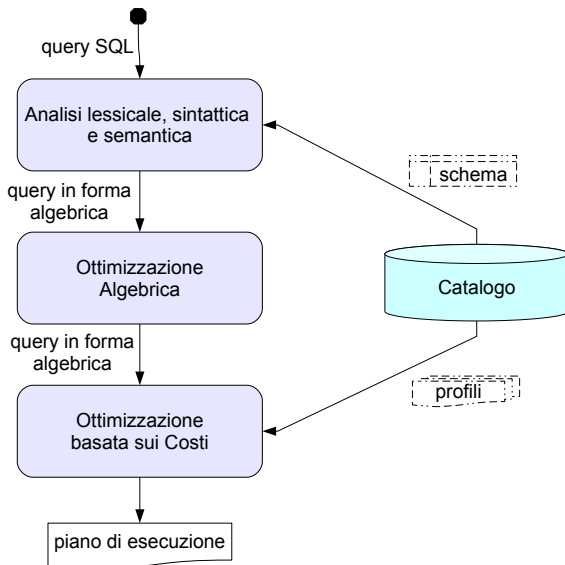 query SQL
Analisi lessicale, sintattica
e semantica
schema
query in forma
algebrica
Ottimizzazione
Algebrica
Catalogo
query in forma
algebrica
profili
Ottimizzazione
basata sui Costi
piano di esecuzione